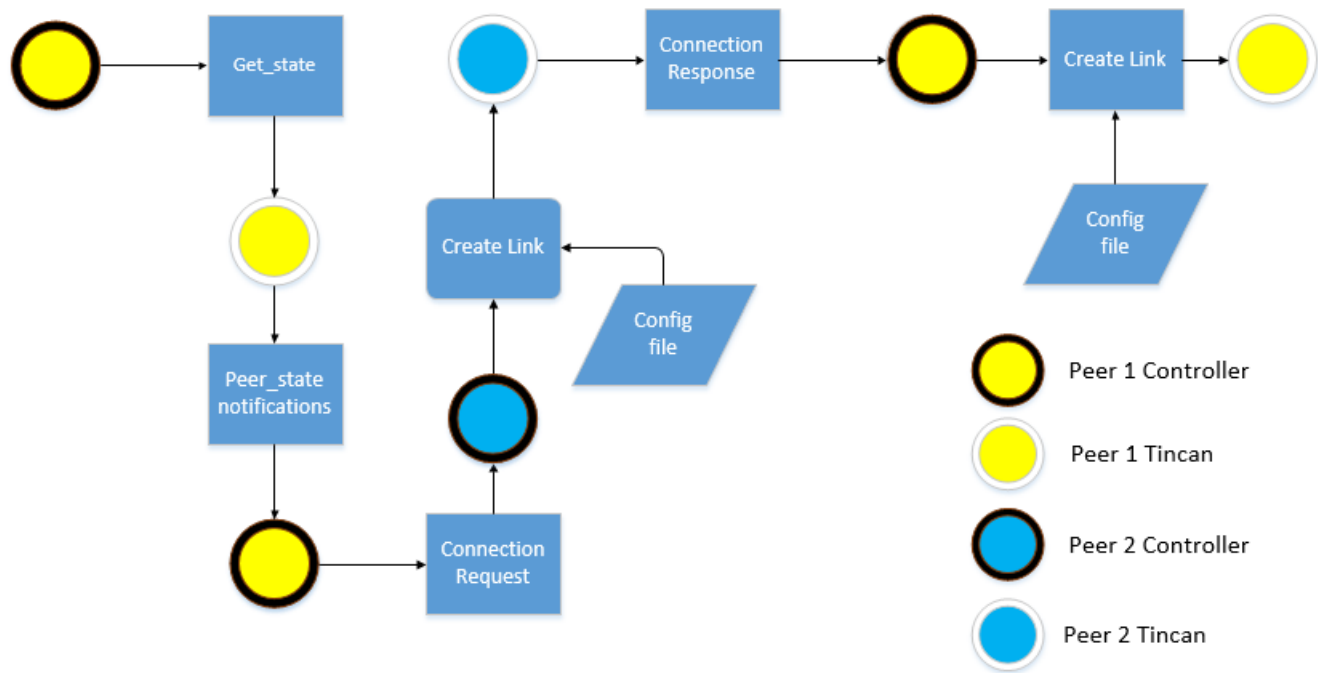 Get_state
Connection
Response
Create Link
Create Link
Config
file
Config
file
Peer_state
notifications
Connection
Request
Peer 1 Controller
Peer 1 Tincan
Peer 2 Controller
Peer 2 Tincan